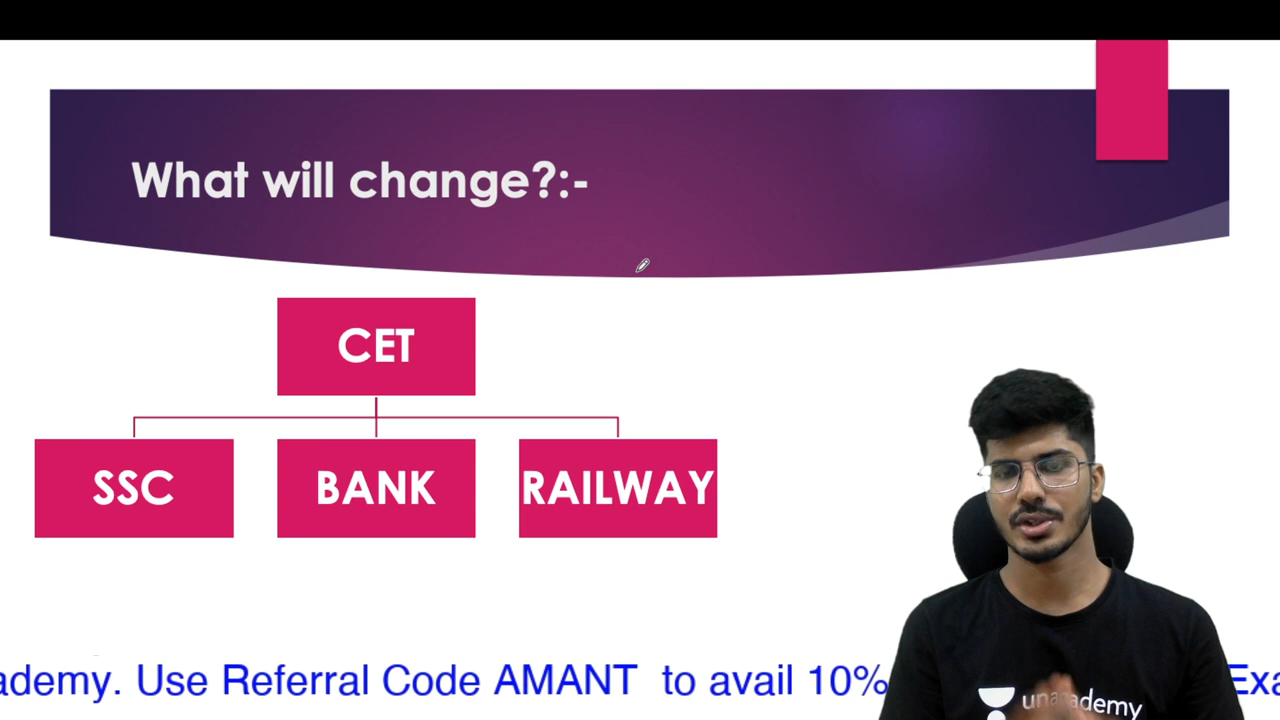 What will change?:-
CET
SSC BANK RAILWAY
ademy. Use Referral Code AMANT to avail 10% Exa
unacademy